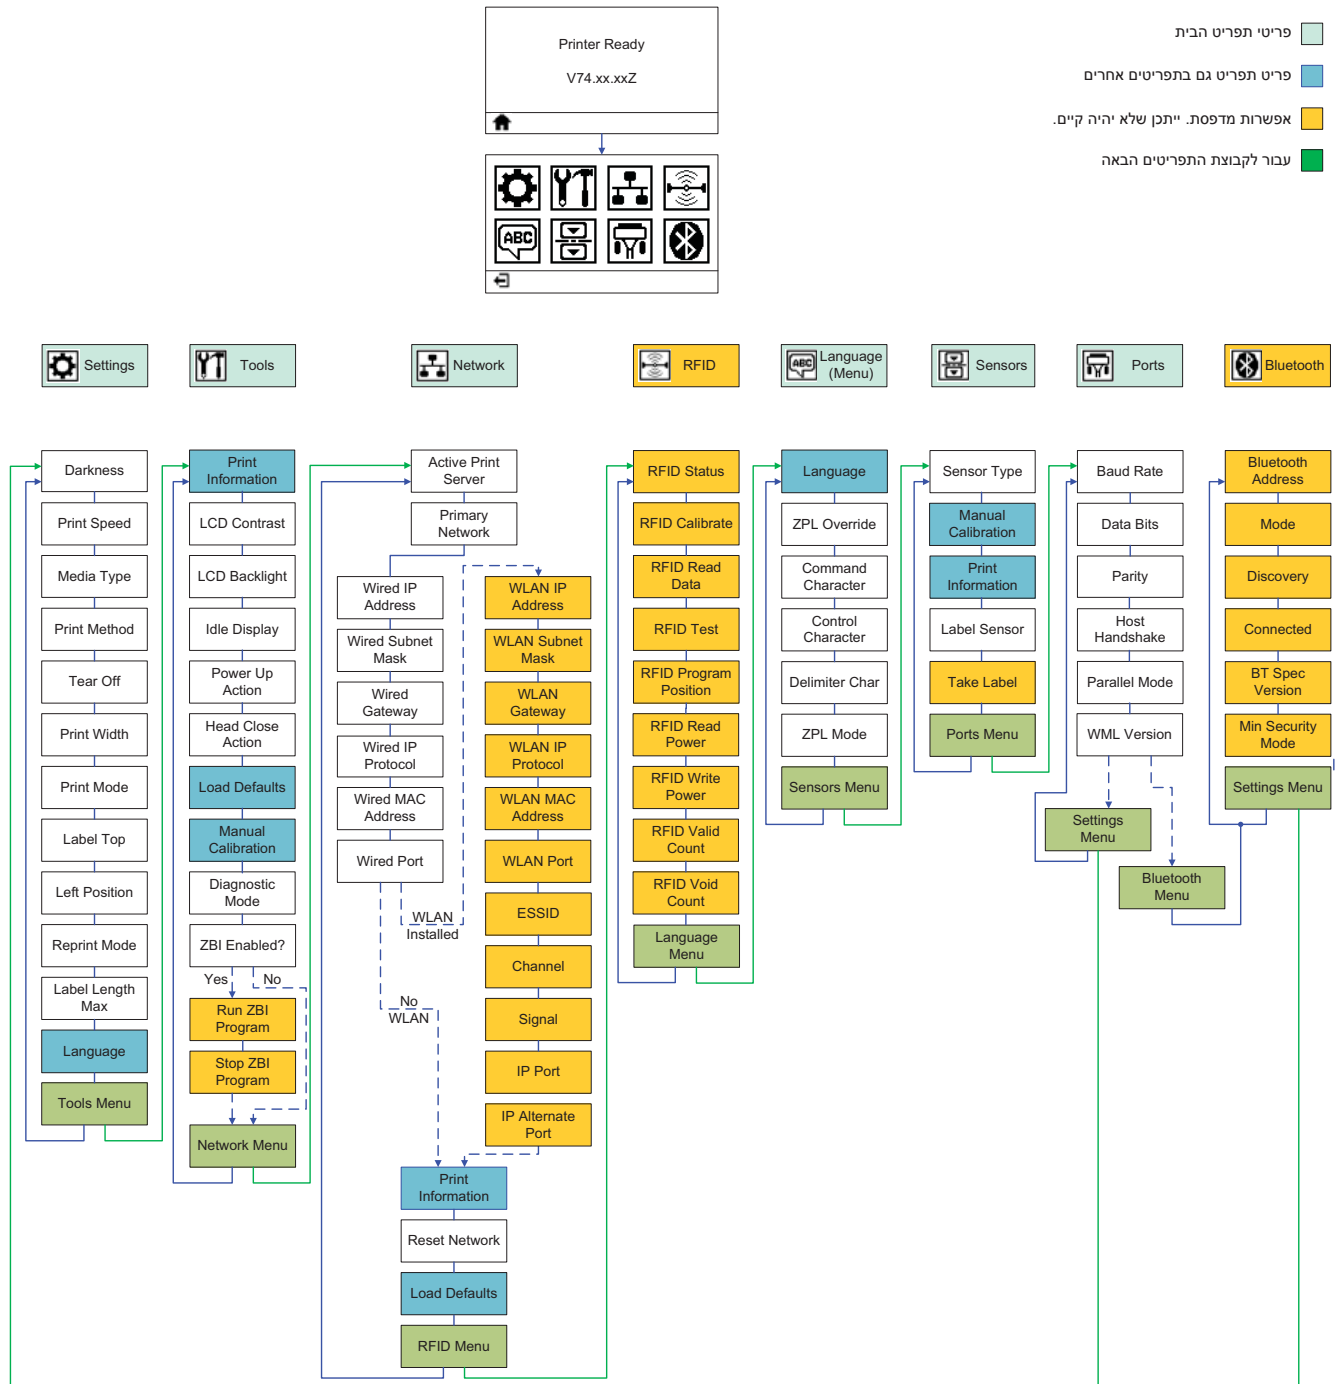 Printer Ready
V74.xx.xxZ
פריטי תפריט הבית
פריט תפריט גם בתפריטים אחרים
אפשרות מדפסת. ייתכן שלא יהיה קיים.
עבור לקבוצת התפריטים הבאה
ABC
Settings
Tools
Network
RFID
ABC
Language
(Menu)
Sensors
Ports
Bluetooth
Darkness
Print Speed
Media Type
Print Method
Tear Off
Print Width
Print Mode
Label Top
Left Position
Reprint Mode
Label Length
Max
Language
Tools Menu
Print
Information
LCD Contrast
LCD Backlight
Idle Display
Power Up
Action
Head Close
Action
Load Defaults
Manual
Calibration
Diagnostic
Mode
ZBI Enabled?
Yes
No
Run ZBI
Program
Stop ZBI
Program
Network Menu
Active Print
Server
Primary
Network
Wired IP
Address
Wired Subnet
Mask
Wired
Gateway
Wired IP
Protocol
Wired MAC
Address
Wired Port
WLAN
Installed
No
WLAN
WLAN IP
Address
WLAN Subnet
Mask
WLAN
Gateway
WLAN IP
Protocol
WLAN MAC
Address
WLAN Port
ESSID
Channel
Signal
IP Port
IP Alternate
Port
Print
Information
Reset Network
Load Defaults
RFID Menu
RFID Status
RFID Calibrate
RFID Read
Data
RFID Test
RFID Program
Position
RFID Read
Power
RFID Write
Power
RFID Valid
Count
RFID Void
Count
Language
Menu
Language
ZPL Override
Command
Character
Control
Character
Delimiter Char
ZPL Mode
Sensors Menu
Sensor Type
Manual
Calibration
Print
Information
Label Sensor
Take Label
Ports Menu
Baud Rate
Data Bits
Parity
Host
Handshake
Parallel Mode
WML Version
Settings
Menu
Bluetooth
Menu
Bluetooth
Address
Mode
Discovery
Connected
BT Spec
Version
Min Security
Mode
Settings Menu